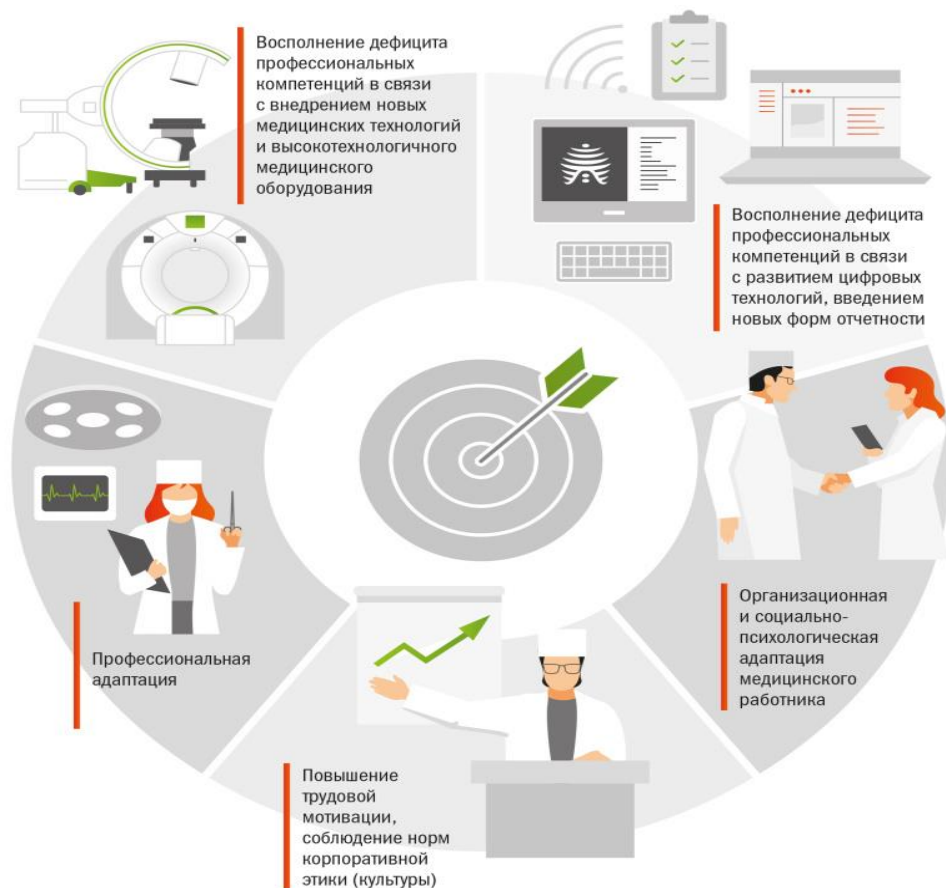 Восполнение дефицита
профессиональных
компетенций в связи
с внедрением новых
медицинских технологий
и высокотехнологичного
медицинского
оборудования
Восполнение дефицита
профессиональных
компетенций в связи
с развитием цифровых
технологий, введением
новых форм отчетности
Организационная
и социально-
психологическая
адаптация
медицинского
работника
Профессиональная
адаптация
Повышение
трудовой
мотивации,
соблюдение норм
корпоративной
этики (культуры)